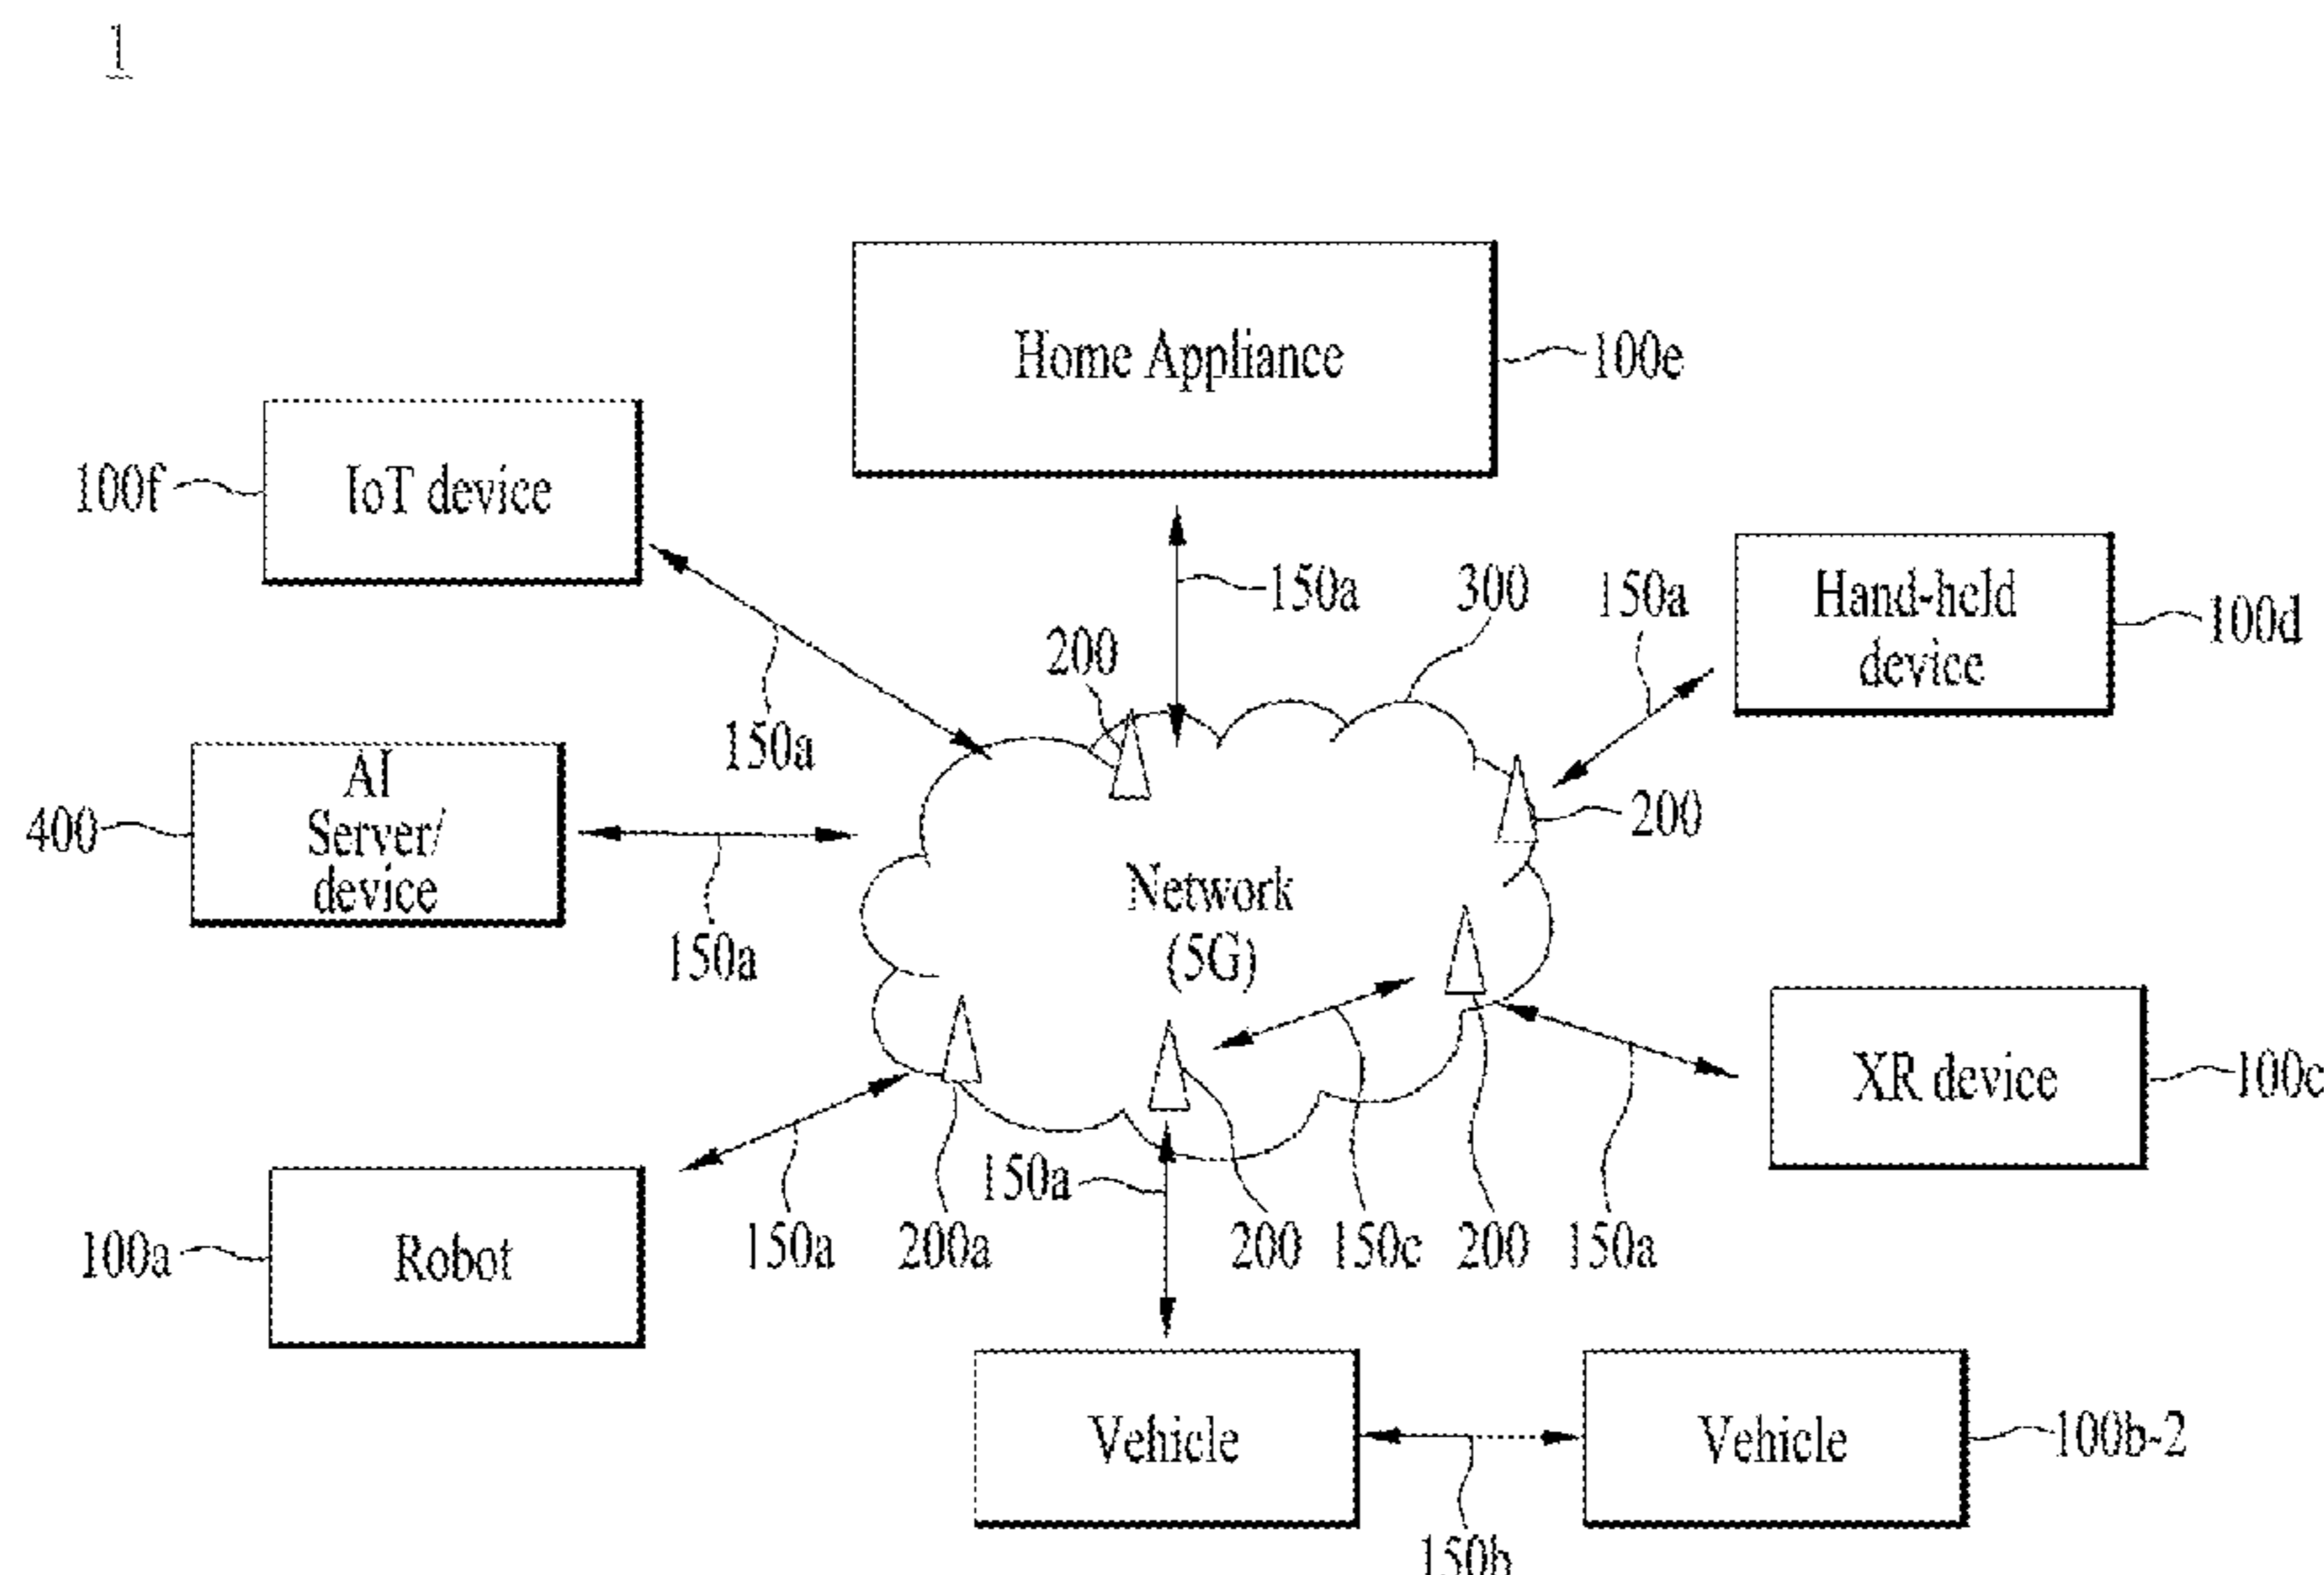 1
Home Appliance
100e
100f
IoT device
150a
300
150a
Hand-held
device
100d
200
150a
AI
Server/
device
400
200
Network
(5G)
150a
XR device
100c
150a
100a
Robot
150a
200a
200
150c
200
150a
Vehicle
Vehicle
100b-2
150b